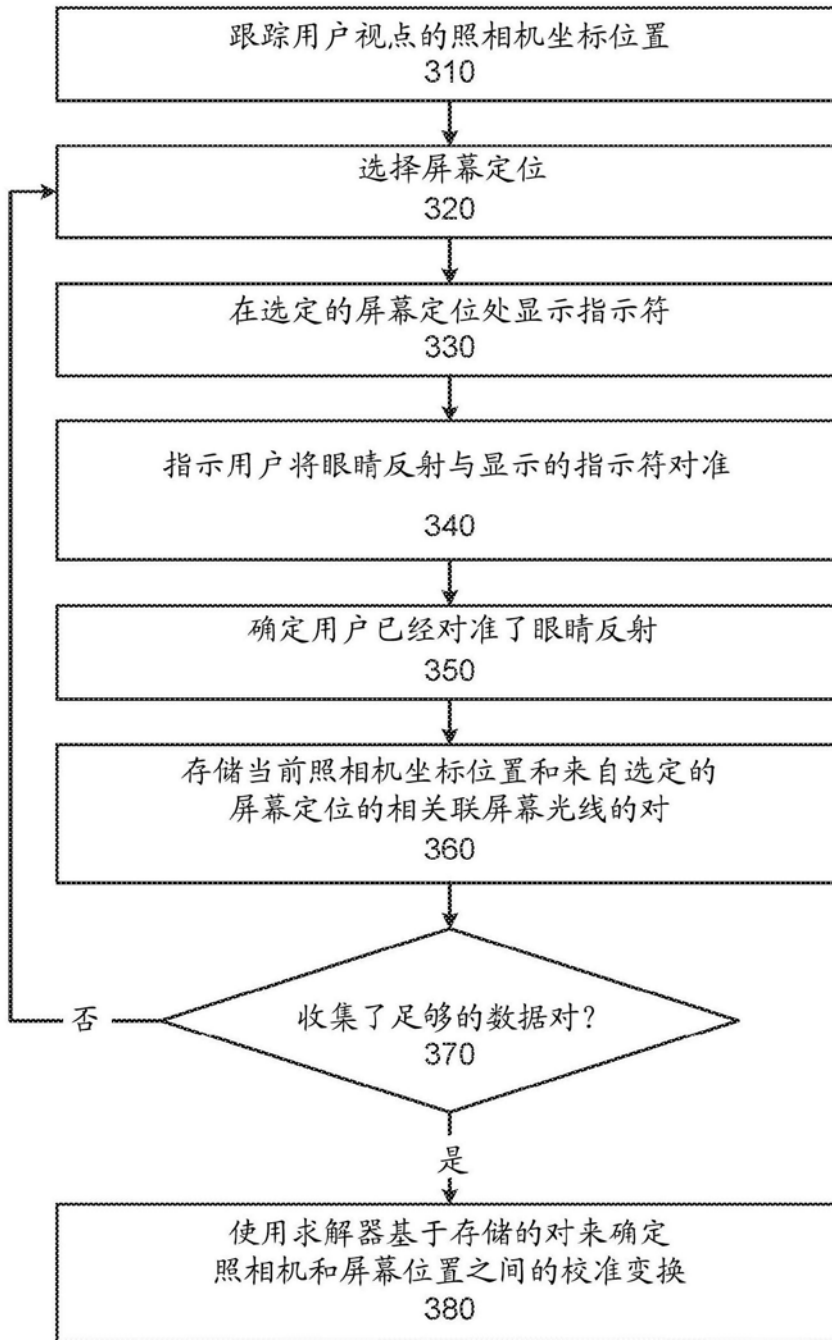 跟踪用户视点的照相机坐标位置
310
选择屏幕定位
320
在选定的屏幕定位处显示指示符
330
指示用户将眼睛反射与显示的指示符对准
340
确定用户已经对准了眼睛反射
350
存储当前照相机坐标位置和来自选定的
屏幕定位的相关联屏幕光线的对
360
收集了足够的数据对?
370
否
是
使用求解器基于存储的对来确定
照相机和屏幕位置之间的校准变换
380